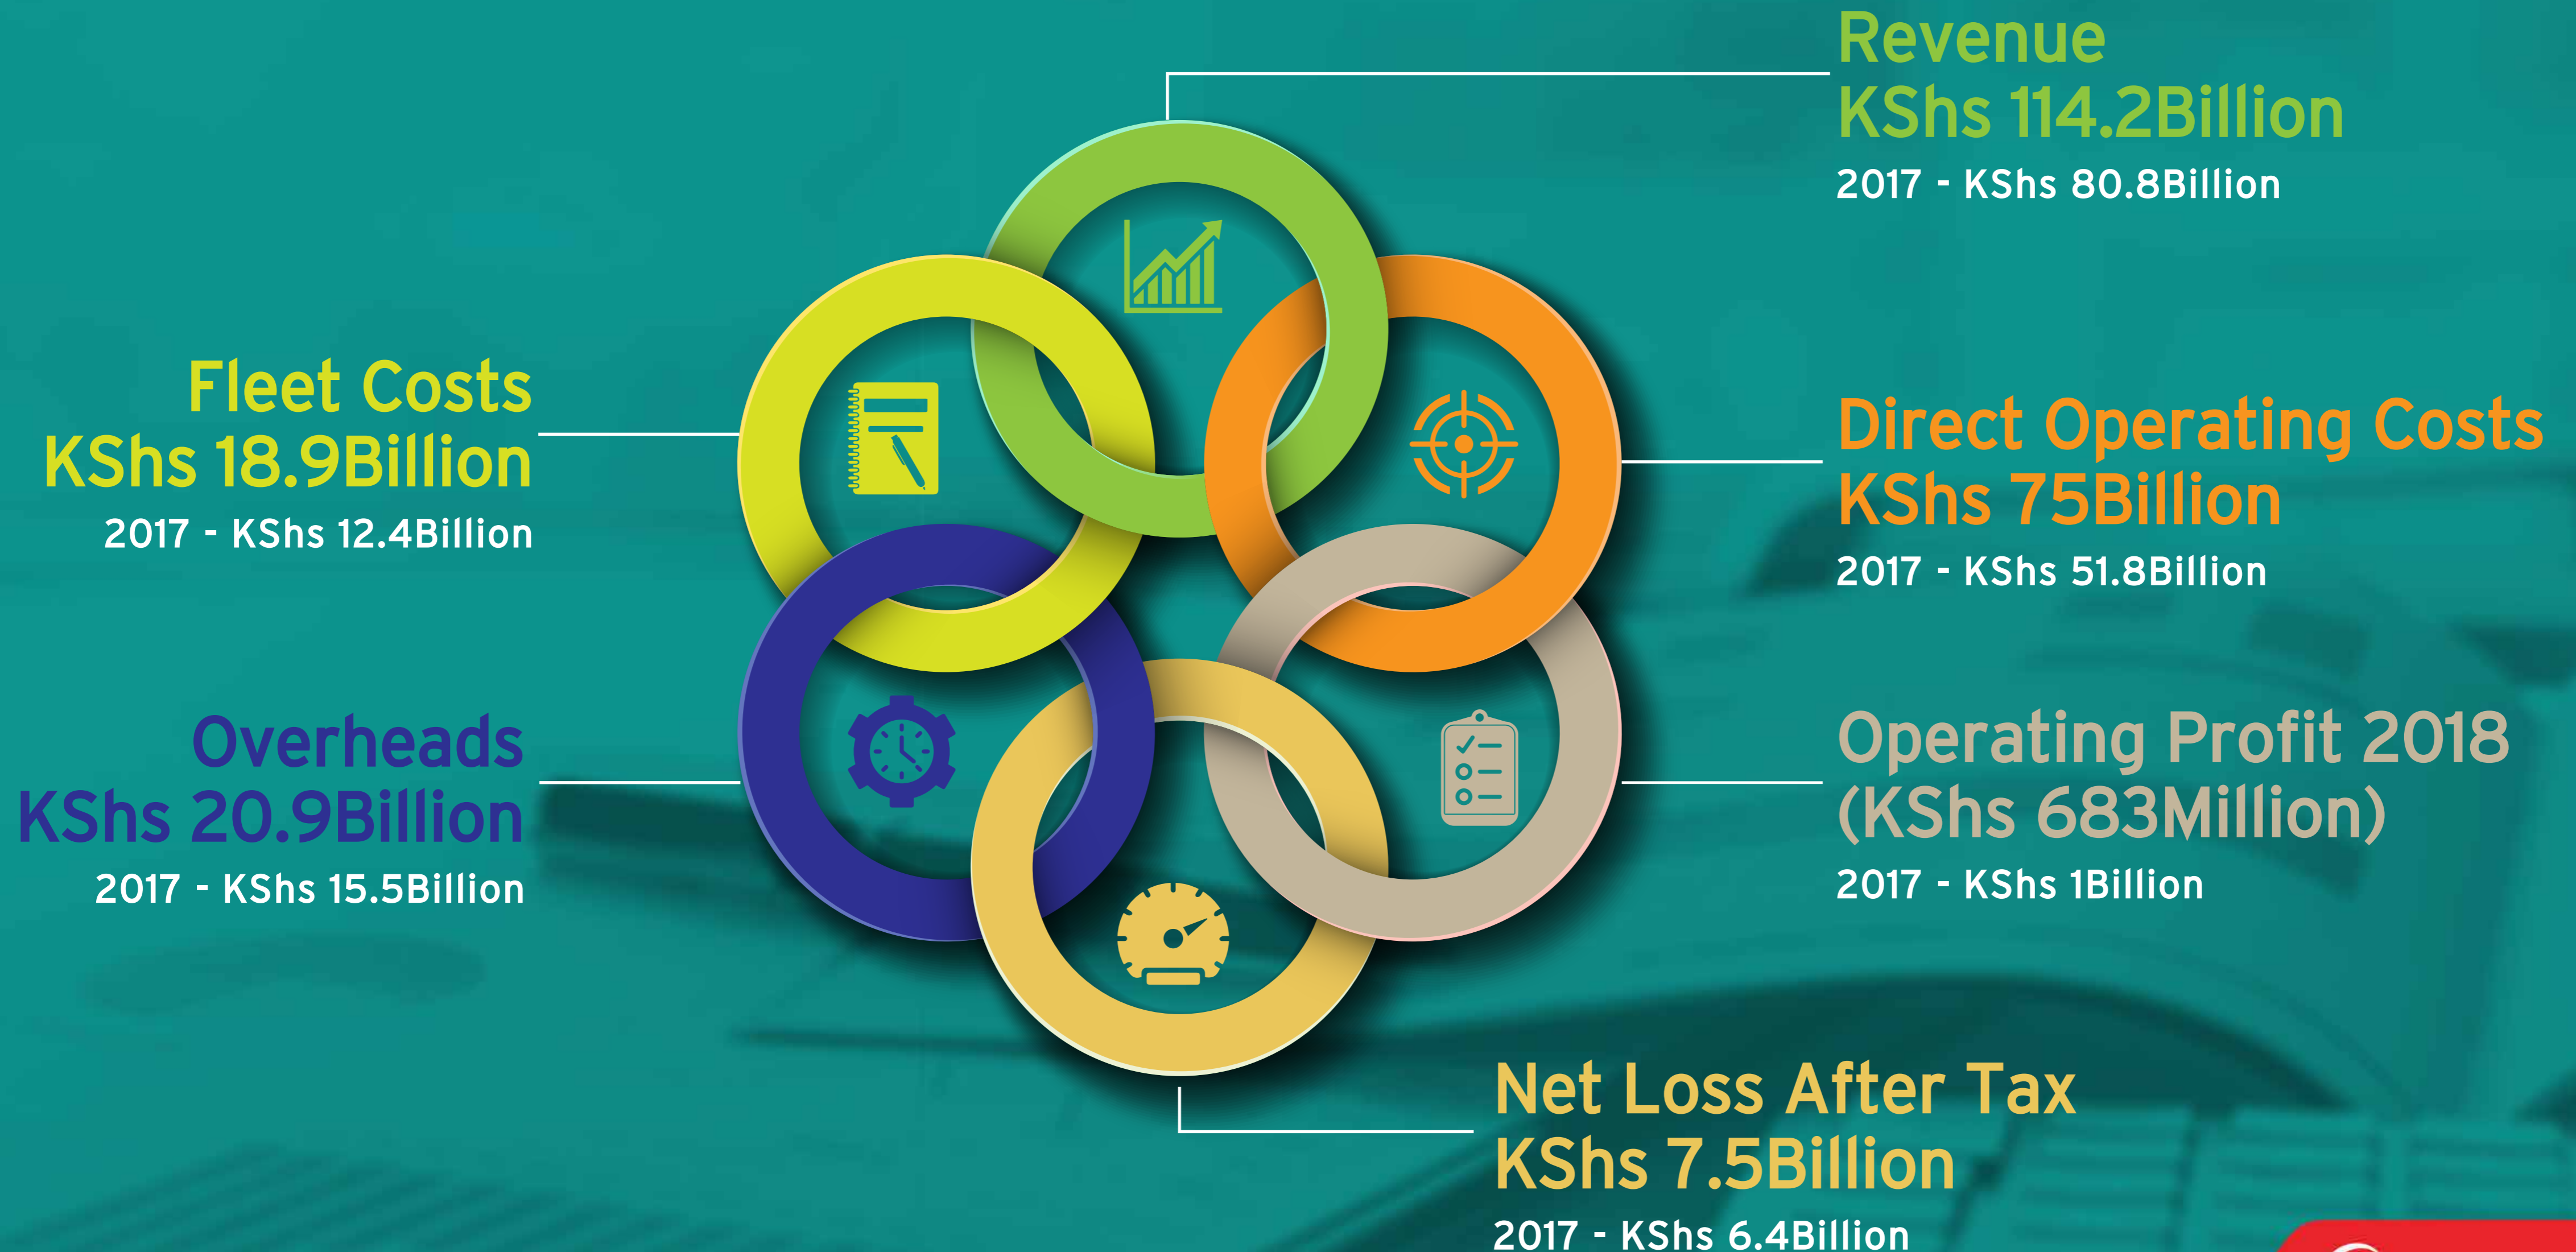 Revenue
KShs 114.2Billion
2017 - KShs 80.8Billion
Fleet Costs
KShs 18.9Billion
2017 - KShs 12.4Billion
Direct Operating Costs
KShs 75Billion
2017 - KShs 51.8Billion
Overheads
KShs 20.9Billion
2017 - KShs 15.5Billion
Operating Profit 2018
(KShs 683Million)
2017 - KShs 1Billion
Net Loss After Tax
KShs 7.5Billion
2017 - KShs 6.4Billion